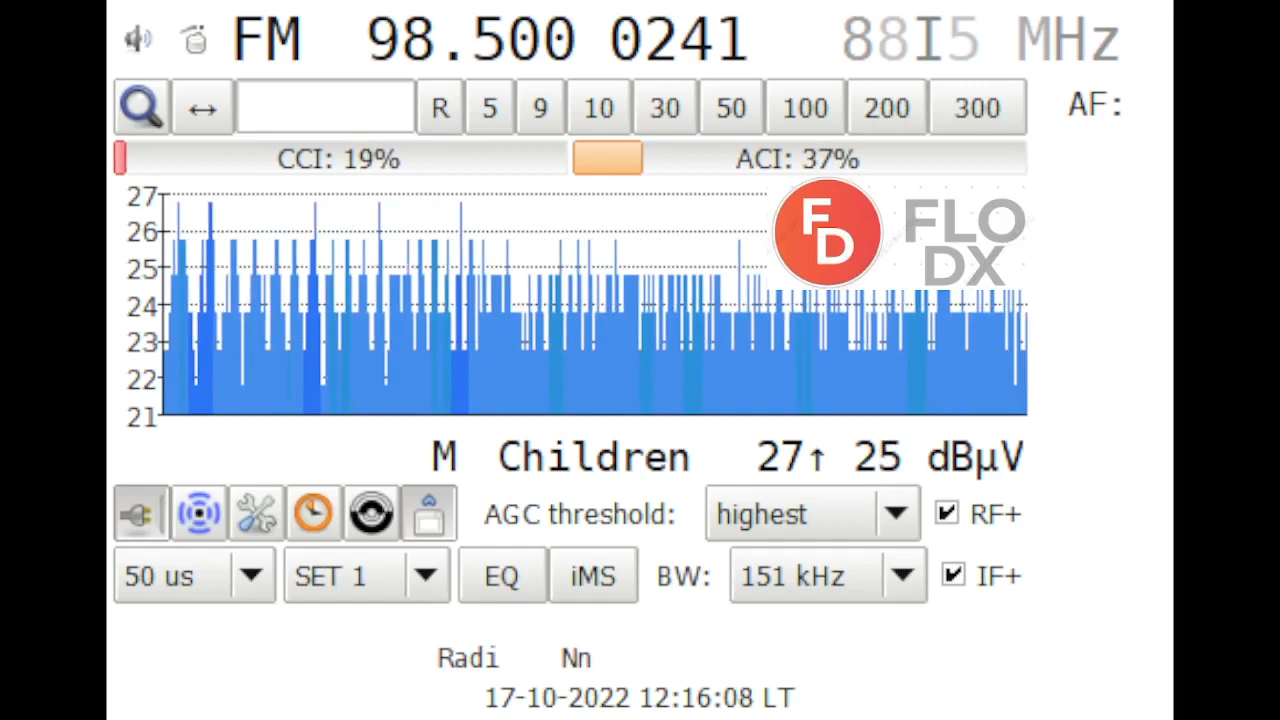 FM 98.500 0241 88I5 MHz
R 5 9 10 30 50 100 200 300 AF:
CCI: 19% ACI: 37%
27
26
25
24
23
22
21
FD FLO
DX
M Children 27↑ 25 dBµV
AGC threshold: highest RF+
50 us SET 1 EQ iMS BW: 151 kHz IF+
Radi Nn
17-10-2022 12:16:08 LT